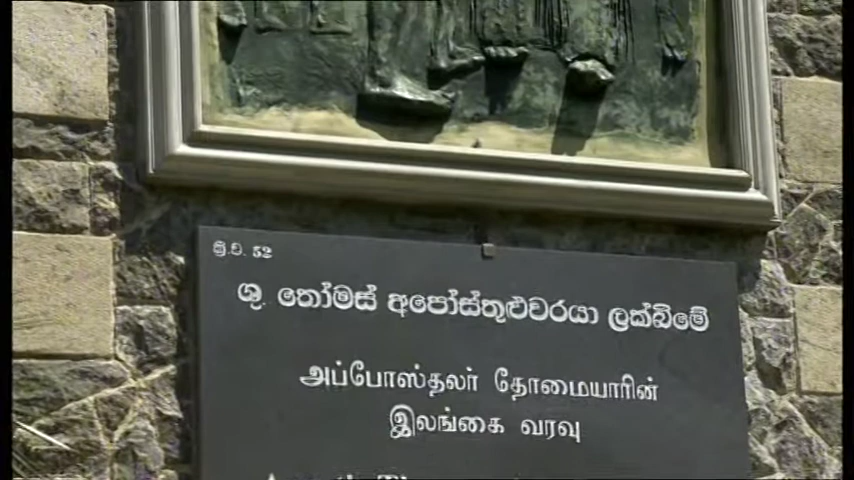 ක්‍රි.ව. 52
ශු. තෝමස් අපෝස්තුළුවරයා ලක්බිමේ
அப்போஸ்தலர் தோமையாரின்
இலங்கை வரவு